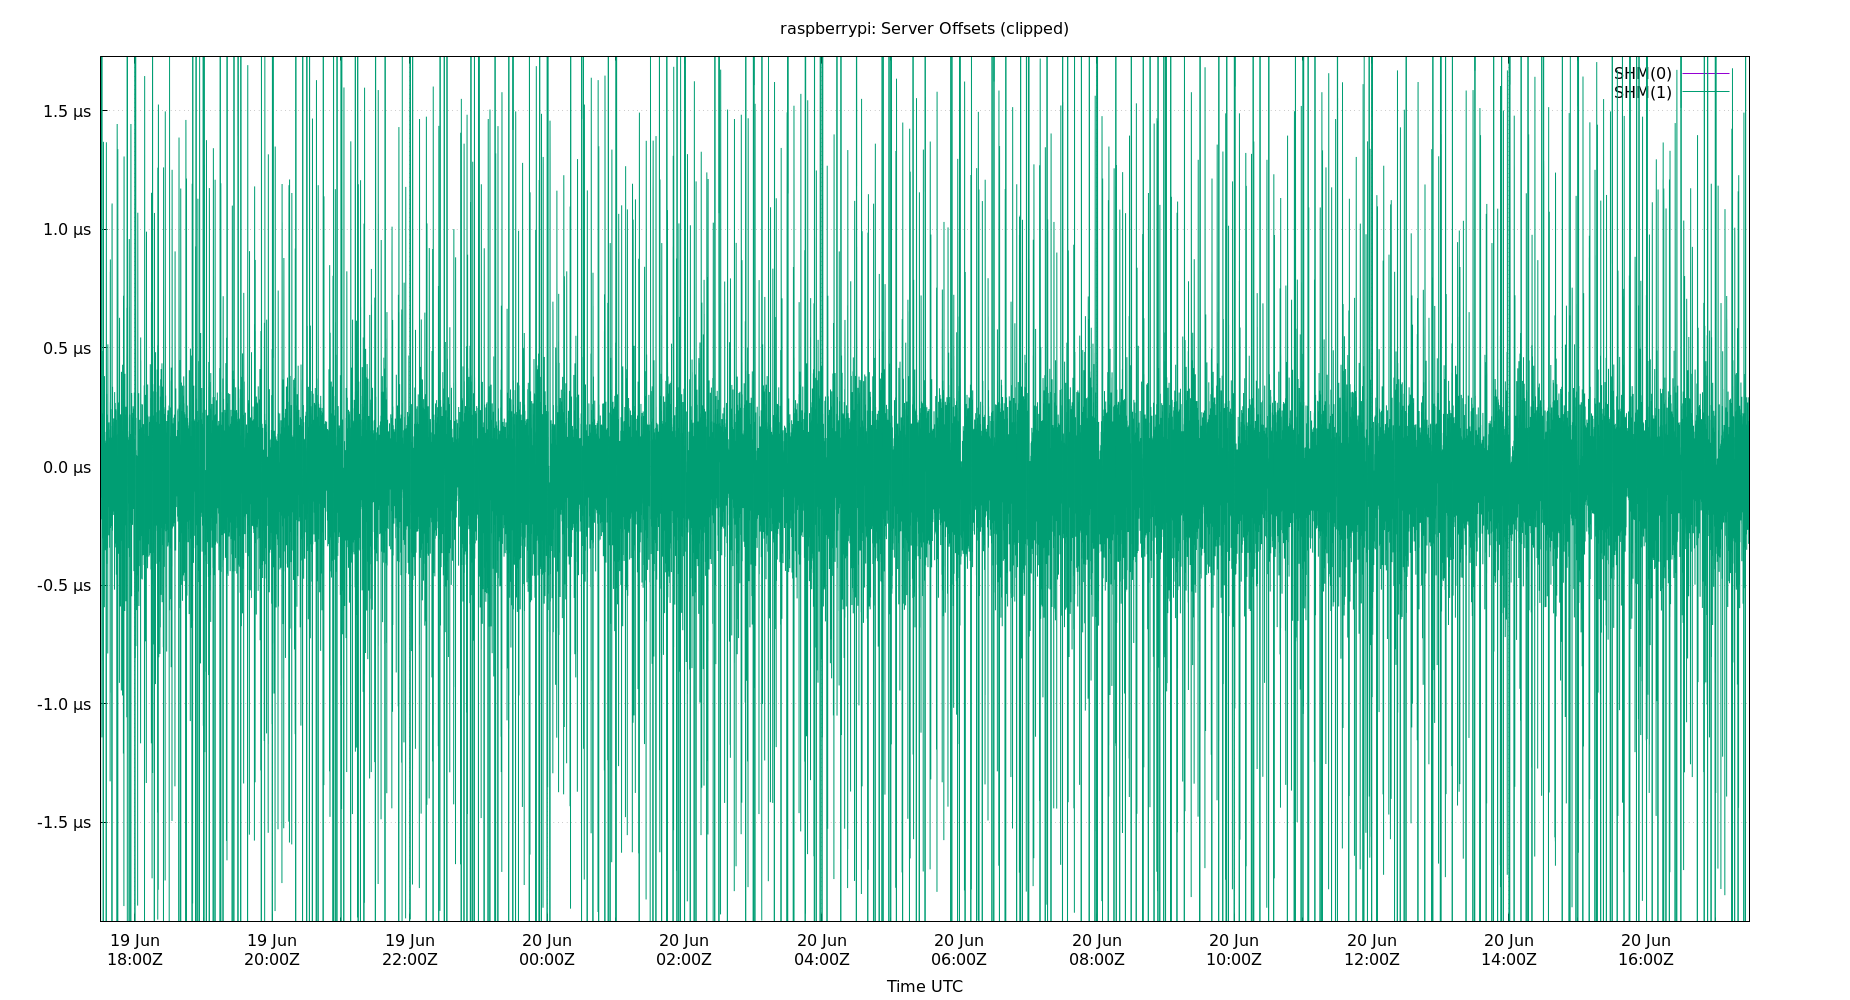 raspberrypi: Server Offsets (clipped)
SHM(0)
SHM(1)
1.5 µs
1.0 µs
0.5 µs
0.0 µs
-0.5 µs
-1.0 µs
-1.5 µs
19 Jun 19 Jun 19 Jun 20 Jun 20 Jun 20 Jun 20 Jun 20 Jun 20 Jun 20 Jun 20 Jun 20 Jun
18:00Z 20:00Z 22:00Z 00:00Z 02:00Z 04:00Z 06:00Z 08:00Z 10:00Z 12:00Z 14:00Z 16:00Z
Time UTC